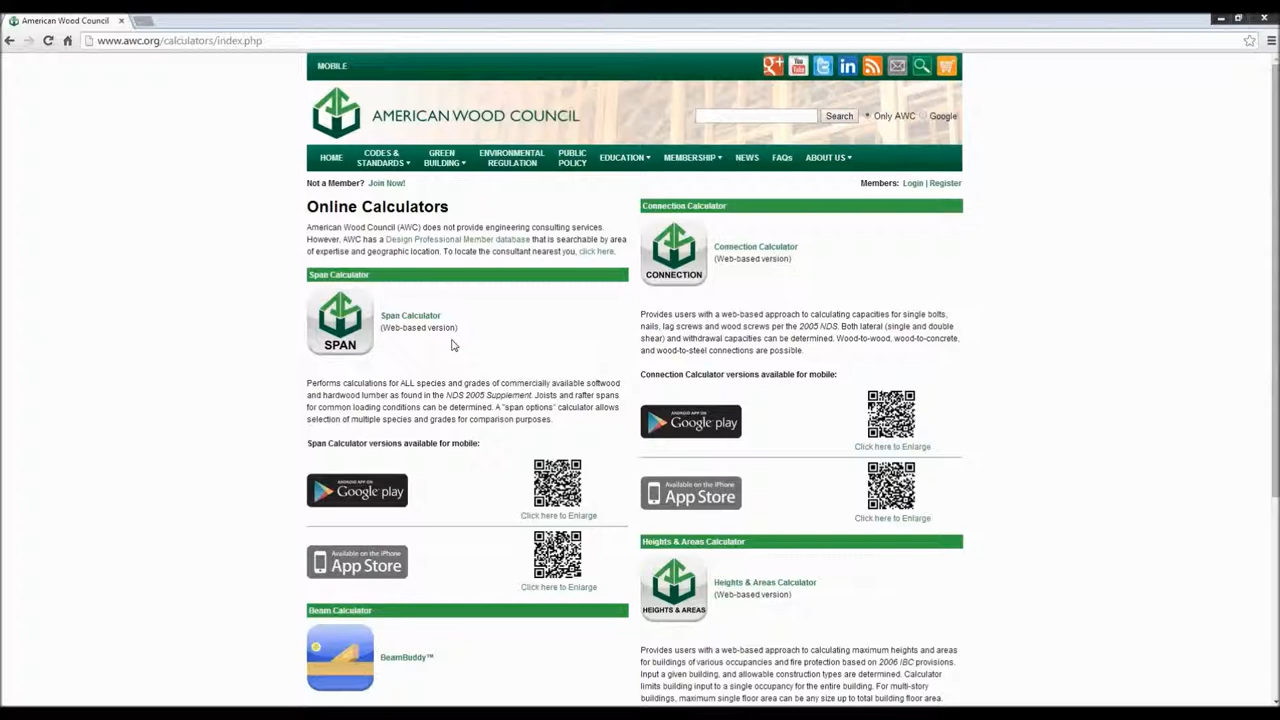 American Wood Council
www.awc.org/calculators/index.php
MOBILE
AMERICAN WOOD COUNCIL
Search
Only AWC
Google
HOME
CODES & STANDARDS
GREEN BUILDING
ENVIRONMENTAL REGULATION
PUBLIC POLICY
EDUCATION
MEMBERSHIP
NEWS
FAQs
ABOUT US
Not a Member? Join Now!
Members: Login | Register
Online Calculators
American Wood Council (AWC) does not provide engineering consulting services.
However, AWC has a Design Professional Member database that is searchable by area
of expertise and geographic location. To locate the consultant nearest you, click here.
Span Calculator
SPAN
Span Calculator
(Web-based version)
Performs calculations for ALL species and grades of commercially available softwood
and hardwood lumber as found in the NDS 2005 Supplement. Joists and rafter spans
for common loading conditions can be determined. A "span options" calculator allows
selection of multiple species and grades for comparison purposes.
Span Calculator versions available for mobile:
ANDROID APP ON
Google play
Click here to Enlarge
Available on the iPhone
App Store
Click here to Enlarge
Beam Calculator
BeamBuddy™
Connection Calculator
CONNECTION
Connection Calculator
(Web-based version)
Provides users with a web-based approach to calculating capacities for single bolts,
nails, lag screws and wood screws per the 2005 NDS. Both lateral (single and double
shear) and withdrawal capacities can be determined. Wood-to-wood, wood-to-concrete,
and wood-to-steel connections are possible.
Connection Calculator versions available for mobile:
ANDROID APP ON
Google play
Click here to Enlarge
Available on the iPhone
App Store
Click here to Enlarge
Heights & Areas Calculator
HEIGHTS & AREAS
Heights & Areas Calculator
(Web-based version)
Provides users with a web-based approach to calculating maximum heights and areas
for buildings of various occupancies and fire protection based on 2006 IBC provisions.
Input a given building, and allowable construction types are determined. Calculator
limits building input to a single occupancy for the entire building. For multi-story
buildings, maximum single floor area can be any size up to total building floor area.